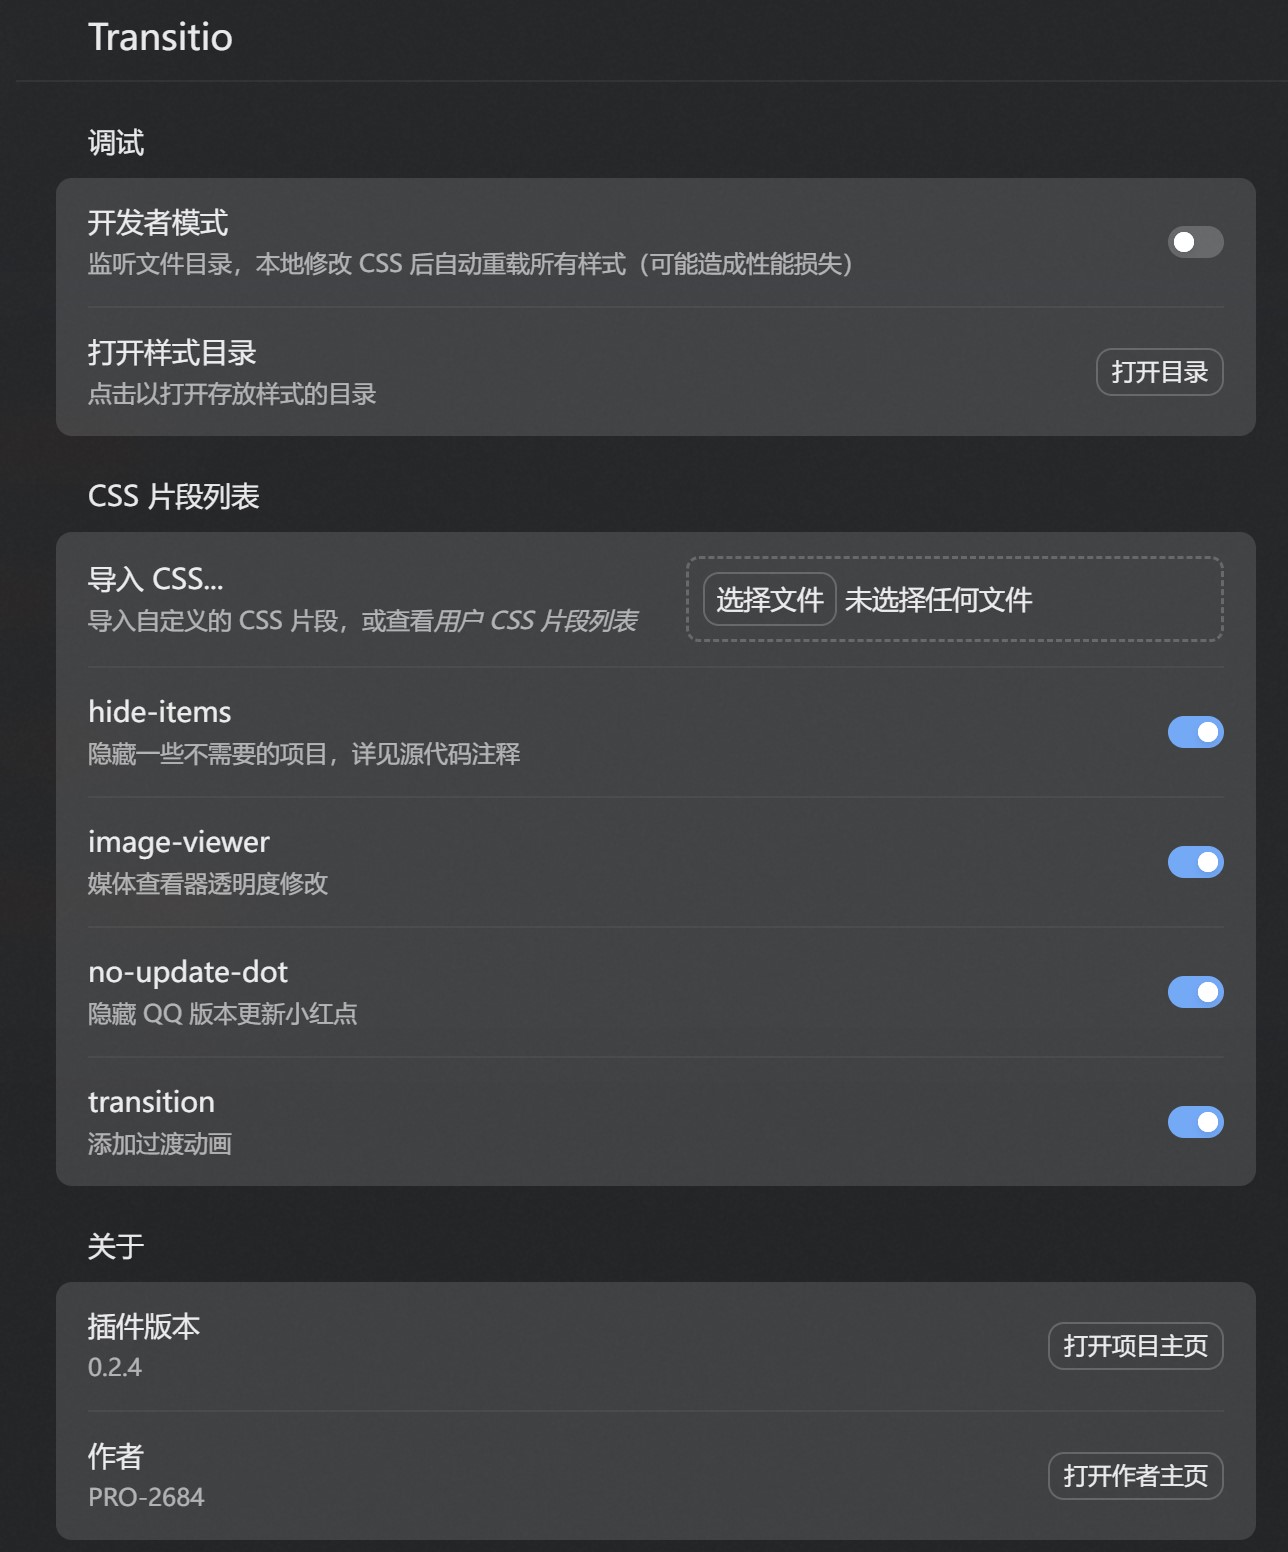 Transitio
调试
开发者模式
监听文件目录，本地修改 CSS 后自动重载所有样式（可能造成性能损失）
打开样式目录
点击以打开存放样式的目录
打开目录
CSS 片段列表
导入 CSS...
导入自定义的 CSS 片段，或查看用户 CSS 片段列表
选择文件 未选择任何文件
hide-items
隐藏一些不需要的项目，详见源代码注释
image-viewer
媒体查看器透明度修改
no-update-dot
隐藏 QQ 版本更新小红点
transition
添加过渡动画
关于
插件版本
0.2.4
打开项目主页
作者
PRO-2684
打开作者主页